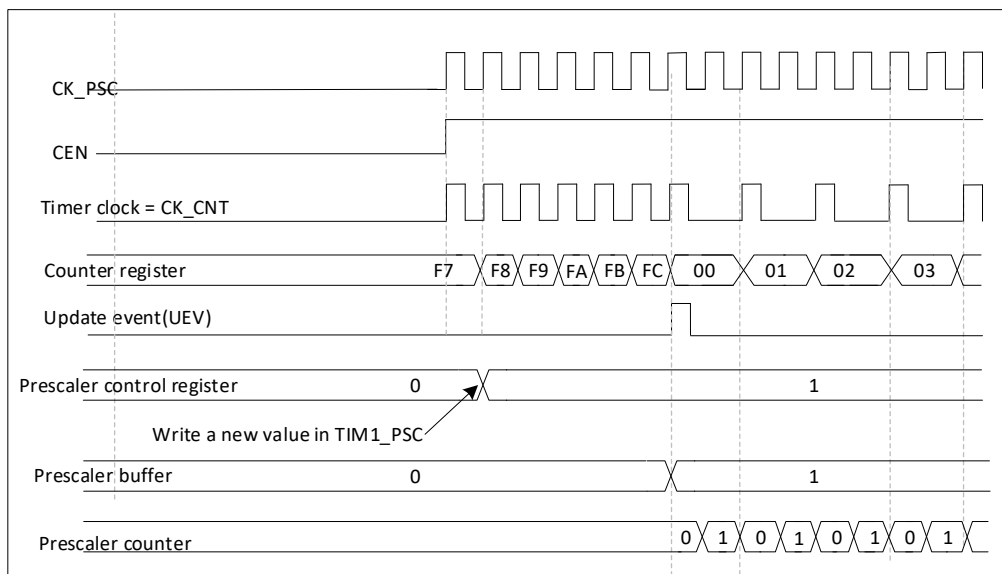 CK_PSC
CEN
Timer clock = CK_CNT
Counter register F7 F8 F9 FA FB FC 00 01 02 03
Update event(UEV)
Prescaler control register 0 1
Write a new value in TIM1_PSC
Prescaler buffer 0 1
Prescaler counter 0 1 0 1 0 1 0 1